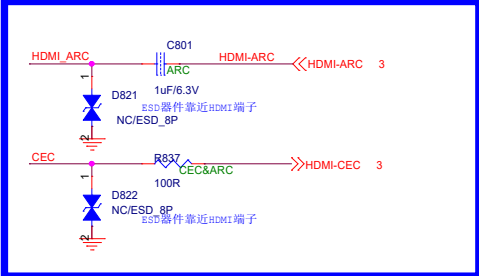 C801
HDMI_ARC
HDMI-ARC
HDMI-ARC 3
ARC
1
D821
1uF/6.3V
ESD器件靠近HDMI端子
NC/ESD_8P
2
CEC
R837
CEC&ARC
HDMI-CEC 3
1
100R
D822
NC/ESD_8P
ESD器件靠近HDMI端子
2